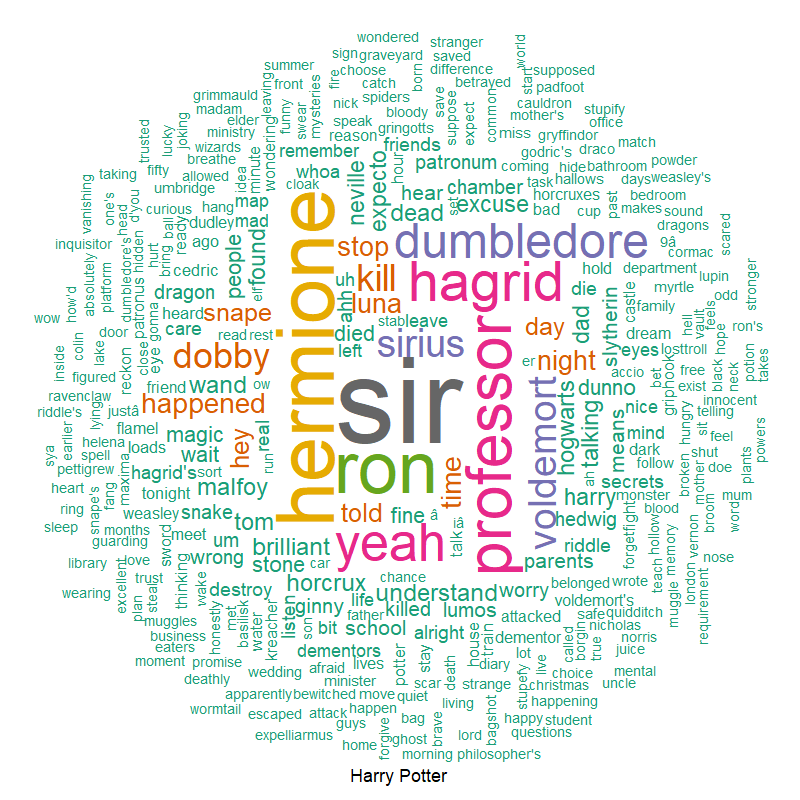 wondered
sign
graveyard
stranger
saved
world
summer
choose
difference
start
supposed
front
fire
catch
born
betrayed
padfoot
grimmauld
leaving
funny
nick
spiders
mother's
cauldron
stupify
madam
swear
mysteries
speak
bloody
suppose
expect
common
office
trusted
lucky
joking
elder
ministry
wondering
reason
gringotts
miss
gryffindor
wizards
remember
friends
godric's
draco
match
breathe
idea
minute
whoa
neville
expecto
hour
patronum
coming
hide
bathroom
powder
taking
fifty
allowed
cloak
hear
chamber
task
hallows
days
weasley's
vanishing
one's
d'you
umbridge
map
dead
set
excuse
horcruxes
past
makes
bedroom
curious
hang
mad
bad
cup
sound
dragons
absolutely
dumbledore's
head
hidden
bring
ball
hurt
ready
dudley
found
stop
dumbledore
9â
cormac
scared
inquisitor
platform
patronus
ago
people
hermione
uh
ahh
kill
hagrid
hold
department
lupin
how'd
cedric
elf
luna
die
slytherin
castle
family
myrtle
odd
stronger
wow
door
close
eye
gonna
heard
dragon
snape
stable
leave
dad
eyes
dream
hell
vault
feels
ron's
inside
colin
lake
care
read
rest
died
left
sirius
er
day
night
lost
troll
black
hope
potion
takes
figured
reckon
friend
dobby
ow
sir
professor
voldemort
accio
bet
griphook
free
exist
neck
innocent
ravenclaw
justâ
wand
happened
dunno
nice
telling
riddle's
earlier
lying
flamel
magic
hey
real
ron
hogwarts
ah
talking
means
mind
dark
broken
hungry
sit
feel
powers
sya
helena
loads
wait
run
time
follow
shut
spell
pettigrew
maxima
hagrid's
sort
malfoy
yeah
harry
secrets
monster
mother
doe
plants
heart
fang
tonight
told
fine
â
talk
iâ
hedwig
forget
fight
blood
broom
mum
word
ring
snape's
months
weasley
snake
tom
um
brilliant
riddle
teach
hollow
memory
vernon
london
sleep
guarding
sword
meet
wrong
stone
car
parents
muggle
nose
library
love
thinking
destroy
horcrux
chance
understand
worry
belonged
wrote
requirement
wearing
excellent
trust
steal
wake
listen
ginny
life
father
killed
lumos
voldemort's
plan
muggles
honestly
met
basilisk
water
kreacher
son
bit
school
alright
attacked
safe
quidditch
nicholas
business
eaters
dementors
potter
stay
house
train
dementor
called
borgin
true
norris
moment
promise
wedding
afraid
lives
death
diary
lot
live
choice
juice
mental
deathly
minister
scar
strange
stupefy
christmas
uncle
apparently
bewitched
move
quiet
living
happening
wormtail
escaped
attack
happen
bag
brave
bagshot
happy
student
guys
forgive
ghost
lord
questions
expelliarmus
home
morning
philosopher's
Harry Potter